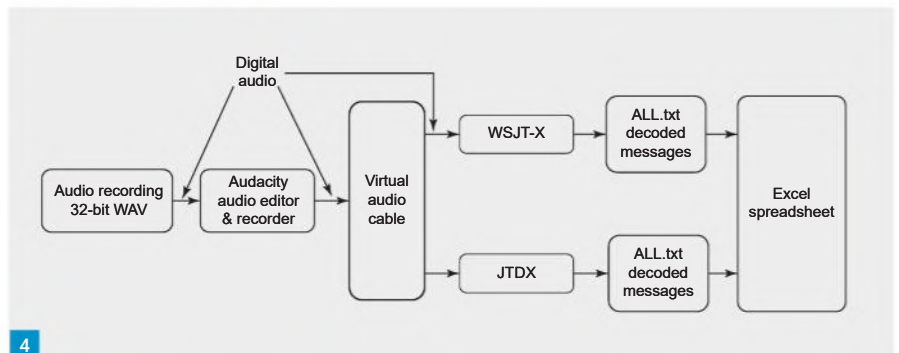 Digital
audio
Audio recording
32-bit WAV
Audacity
audio editor
& recorder
Virtual
audio
cable
WSJT-X
ALL.txt
decoded
messages
JTDX
ALL.txt
decoded
messages
Excel
spreadsheet
4